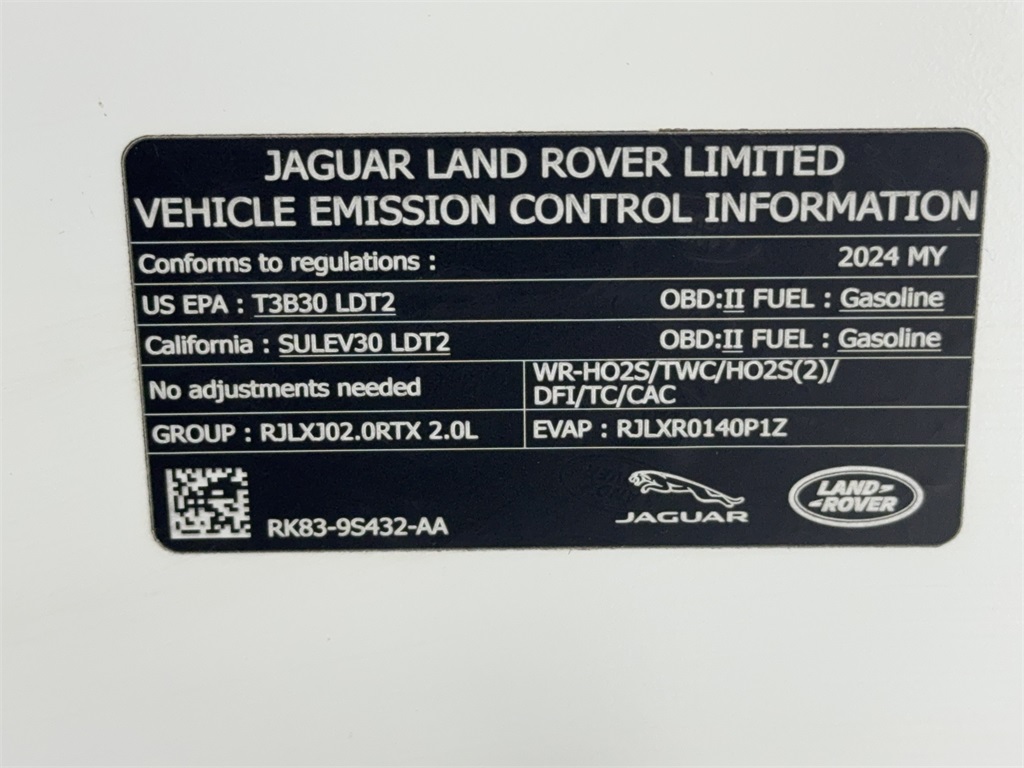 JAGUAR LAND ROVER LIMITED
VEHICLE EMISSION CONTROL INFORMATION
Conforms to regulations : 2024 MY
US EPA : T3B30 LDT2 OBD:II FUEL : Gasoline
California : SULEV30 LDT2 OBD:II FUEL : Gasoline
No adjustments needed
WR-HO2S/TWC/HO2S(2)/
DFI/TC/CAC
GROUP : RJLXJ02.0RTX 2.0L EVAP : RJLXR0140P1Z
RK83-9S432-AA
JAGUAR
LAND-
ROVER